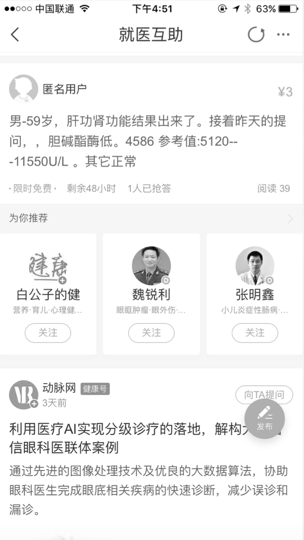 中国联通
下午4:51
63%
就医互助
匿名用户
¥3
男-59岁，肝功肾功能结果出来了。接着昨天的提
问，，胆碱酯酶低。4586 参考值:5120--
-11550U/L 。其它正常
限时免费
剩余48小时
1人已抢答
阅读 39
为你推荐
白公子的健
魏锐利
张明鑫
营养·育儿·心理健...
眼眶肿瘤·眼外伤·...
小儿炎症性肠病·...
关注
关注
关注
动脉网 健康号
3天前
向TA提问
发布
利用医疗AI实现分级诊疗的落地，解构大
信眼科医联体案例
通过先进的图像处理技术及优良的大数据算法，协助
眼科医生完成眼底相关疾病的快速诊断，减少误诊和
漏诊。